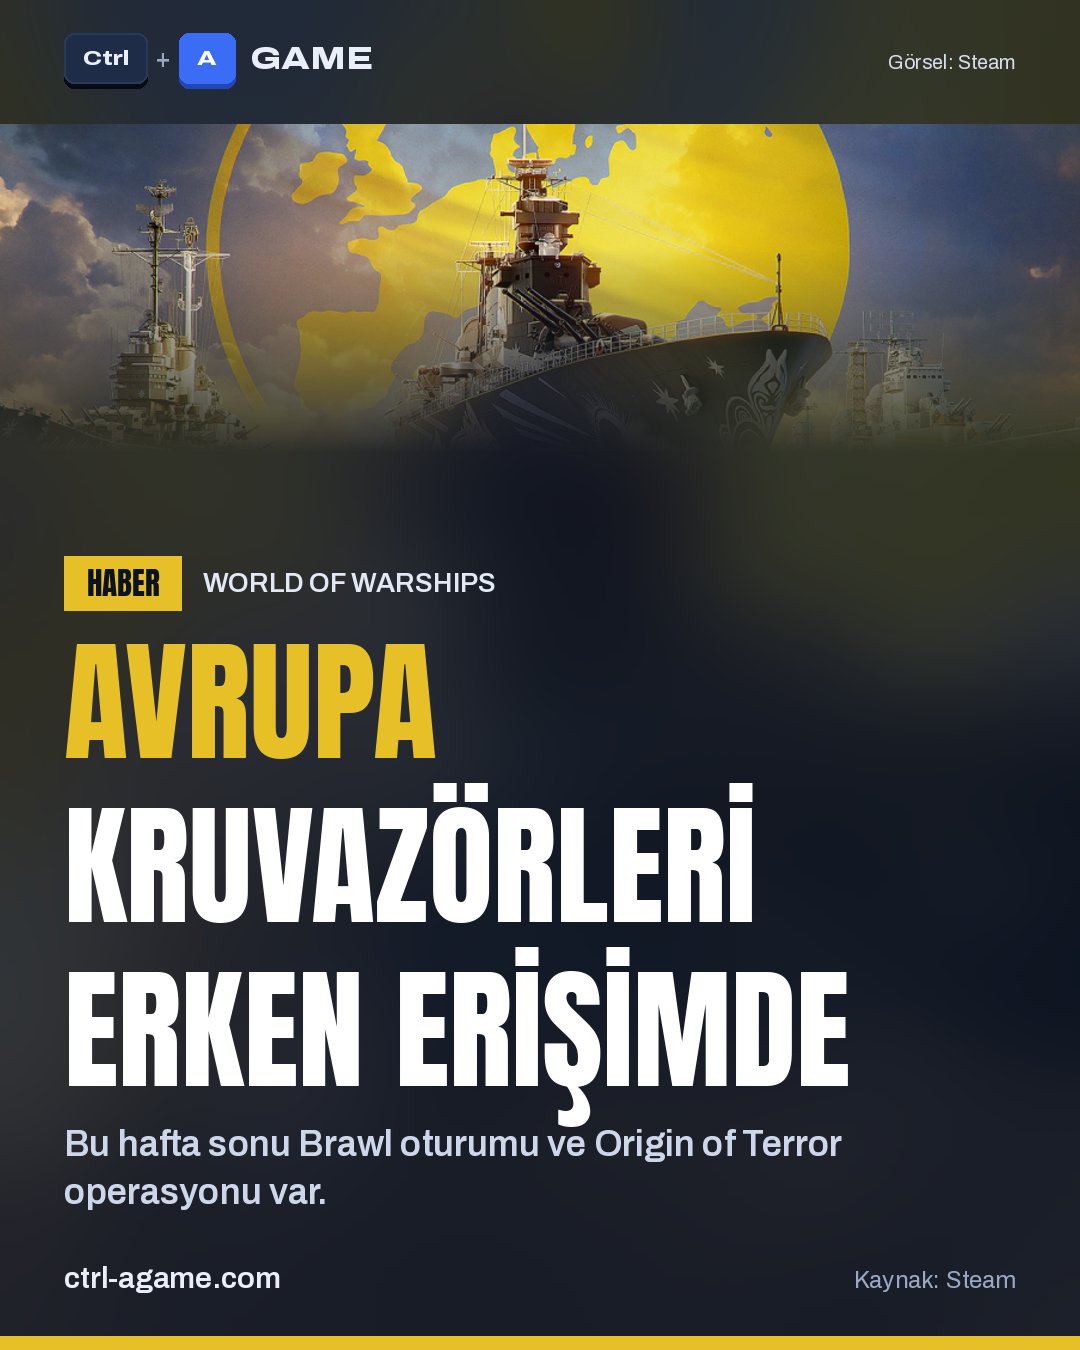 Ctrl + A GAME
Görsel: Steam
HABER WORLD OF WARSHIPS
AVRUPA
KRUVAZÖRLERİ
ERKEN ERİŞİMDE
Bu hafta sonu Brawl oturumu ve Origin of Terror
operasyonu var.
ctrl-agame.com
Kaynak: Steam